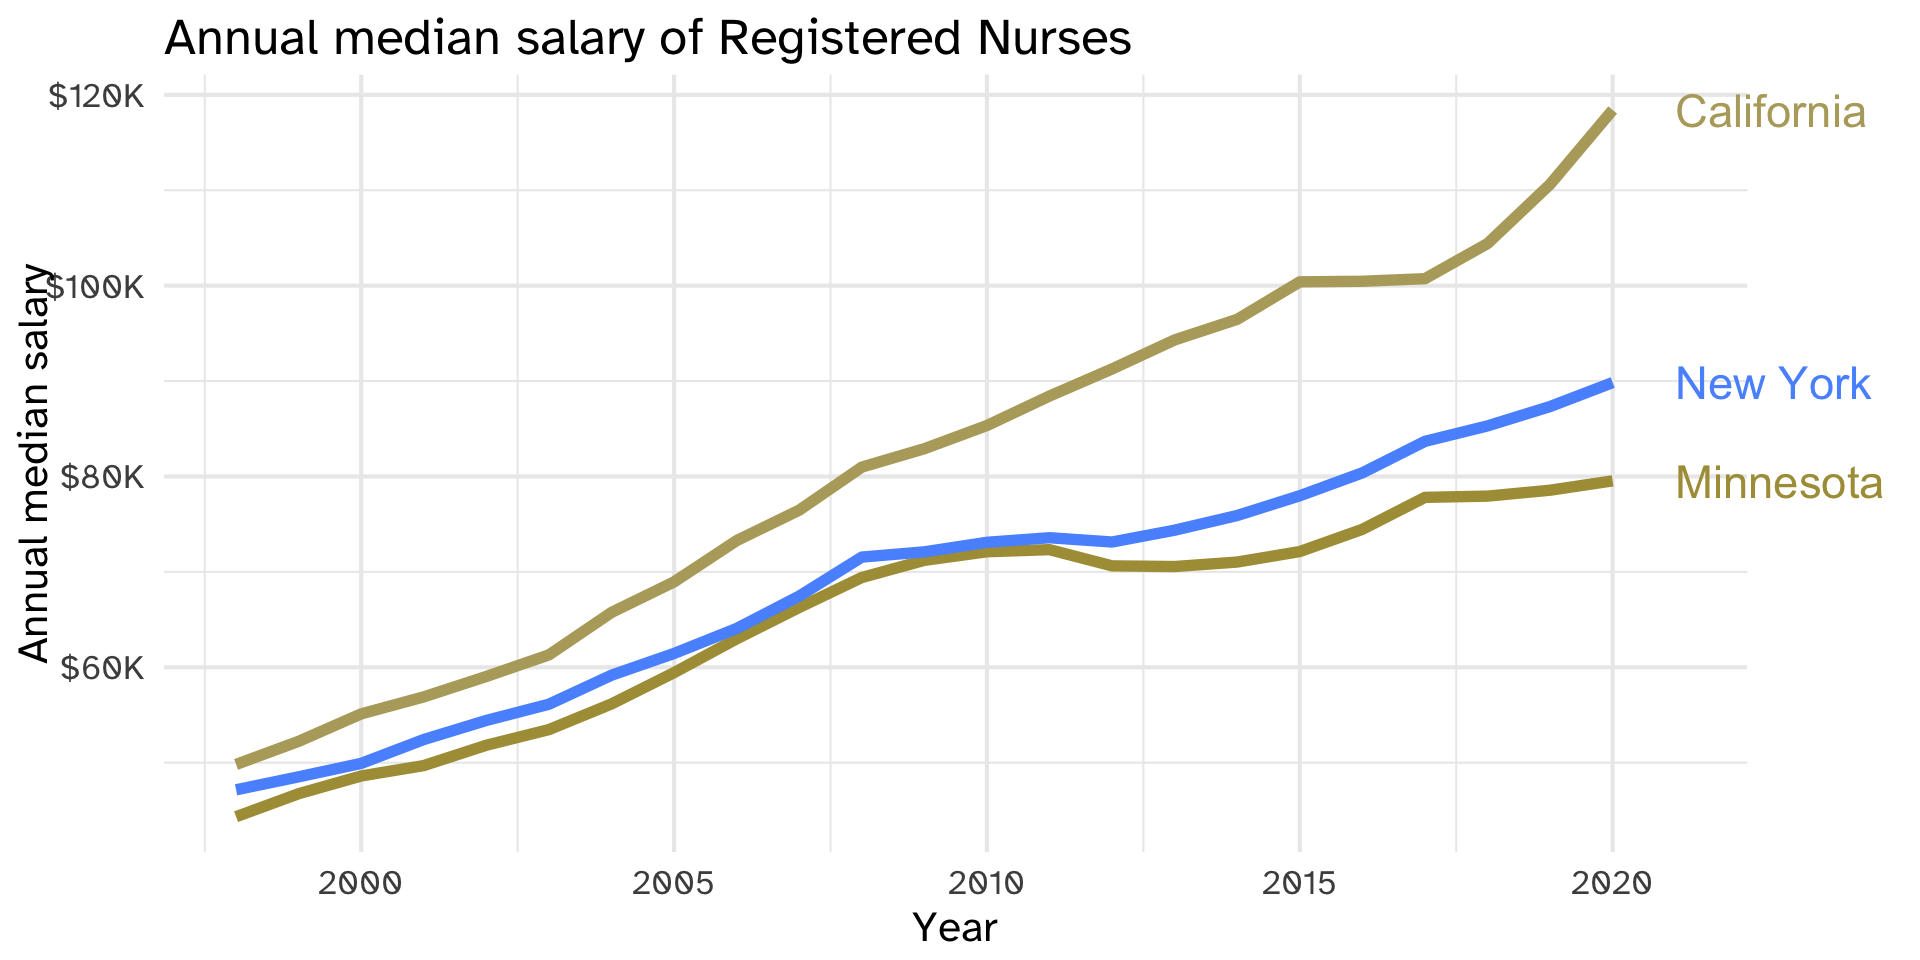 Annual median salary of Registered Nurses
$120K
$100K
$80K
$60K
Annual median salary
California
New York
Minnesota
2000 2005 2010 2015 2020
Year